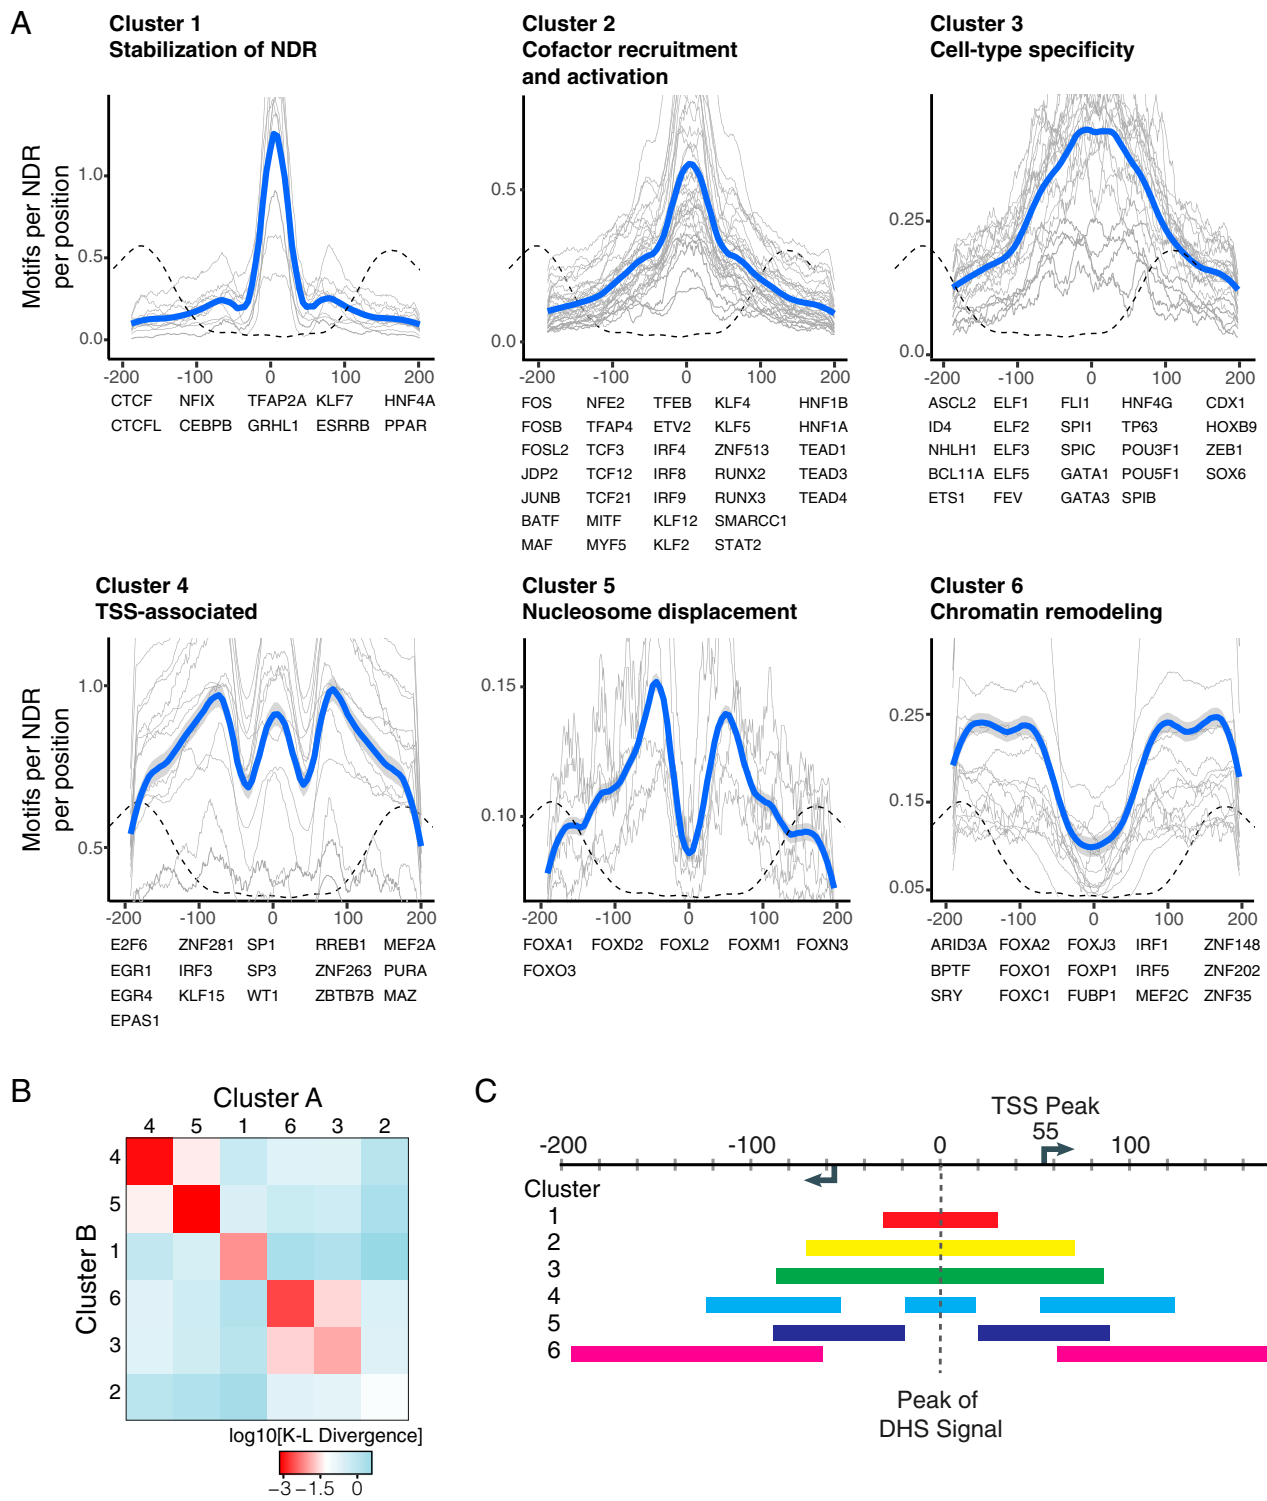 A
Cluster 1
Stabilization of NDR
Cluster 2
Cofactor recruitment
and activation
Cluster 3
Cell-type specificity
Motifs per NDR
per position
1.0
0.5
0.0
-200 -100 0 100 200
0.5
0.0
-200 -100 0 100 200
0.25
0.0
-200 -100 0 100 200
CTCF NFIX TFAP2A KLF7 HNF4A
CTCFL CEBPB GRHL1 ESRRB PPAR
FOS NFE2 TFEB KLF4 HNF1B
FOSB TFAP4 ETV2 KLF5 HNF1A
FOSL2 TCF3 IRF4 ZNF513 TEAD1
JDP2 TCF12 IRF8 RUNX2 TEAD3
JUNB TCF21 IRF9 RUNX3 TEAD4
BATF MITF KLF12 SMARCC1
MAF MYF5 KLF2 STAT2
ASCL2 ELF1 FLI1 HNF4G CDX1
ID4 ELF2 SPI1 TP63 HOXB9
NHLH1 ELF3 SPIC POU3F1 ZEB1
BCL11A ELF5 GATA1 POU5F1 SOX6
ETS1 FEV GATA3 SPIB
Cluster 4
TSS-associated
Cluster 5
Nucleosome displacement
Cluster 6
Chromatin remodeling
Motifs per NDR
per position
1.0
0.5
-200 -100 0 100 200
0.15
0.10
-200 -100 0 100 200
0.25
0.15
0.05
-200 -100 0 100 200
E2F6 ZNF281 SP1 RREB1 MEF2A
EGR1 IRF3 SP3 ZNF263 PURA
EGR4 KLF15 WT1 ZBTB7B MAZ
EPAS1
FOXA1 FOXD2 FOXL2 FOXM1 FOXN3
FOXO3
ARID3A FOXA2 FOXJ3 IRF1 ZNF148
BPTF FOXO1 FOXP1 IRF5 ZNF202
SRY FOXC1 FUBP1 MEF2C ZNF35
B
Cluster A
4 5 1 6 3 2
Cluster B
4
5
1
6
3
2
log10[K-L Divergence]
−3 −1.5 0
C
TSS Peak
-200 -100 0 55 100
Cluster
1
2
3
4
5
6
Peak of
DHS Signal